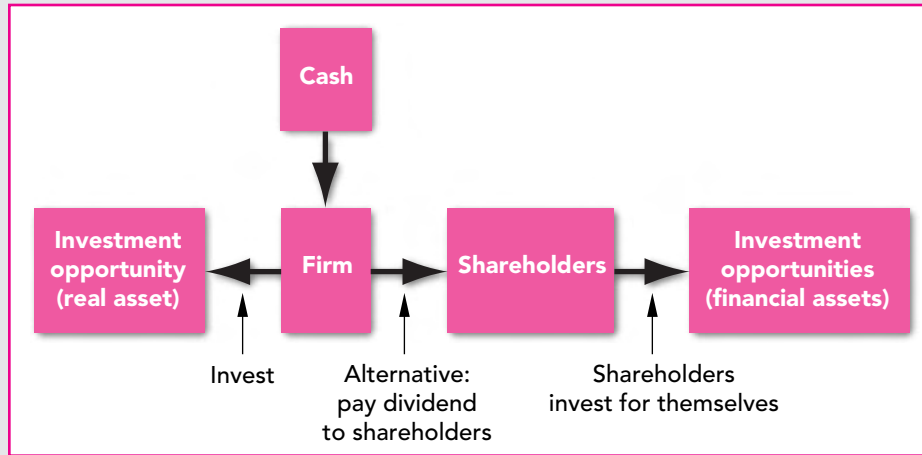 Cash
Investment
opportunity
(real asset)
Firm
Shareholders
Investment
opportunities
(financial assets)
Invest
Alternative:
pay dividend
to shareholders
Shareholders
invest for themselves